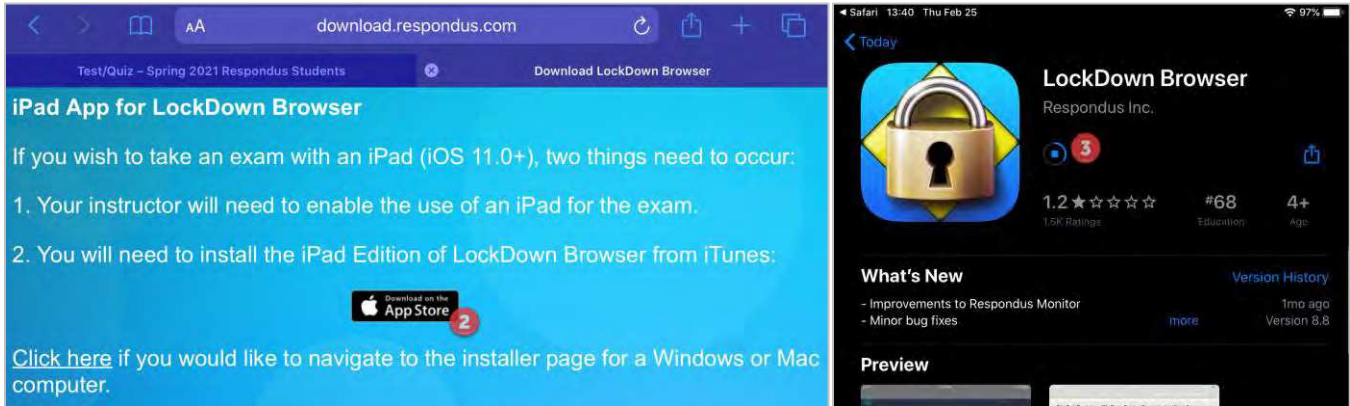 AA
download.respondus.com
Test/Quiz – Spring 2021 Respondus Students
Download LockDown Browser
iPad App for LockDown Browser
If you wish to take an exam with an iPad (iOS 11.0+), two things need to occur:
1. Your instructor will need to enable the use of an iPad for the exam.
2. You will need to install the iPad Edition of LockDown Browser from iTunes:
Download on the
App Store
2
Click here if you would like to navigate to the installer page for a Windows or Mac
computer.
Safari 13:40 Thu Feb 25
97%
Today
LockDown Browser
Respondus Inc.
3
1.2 #68 4+
1.5K Ratings Education Age
What's New Version History
- Improvements to Respondus Monitor 1mo ago
- Minor bug fixes more Version 8.8
Preview